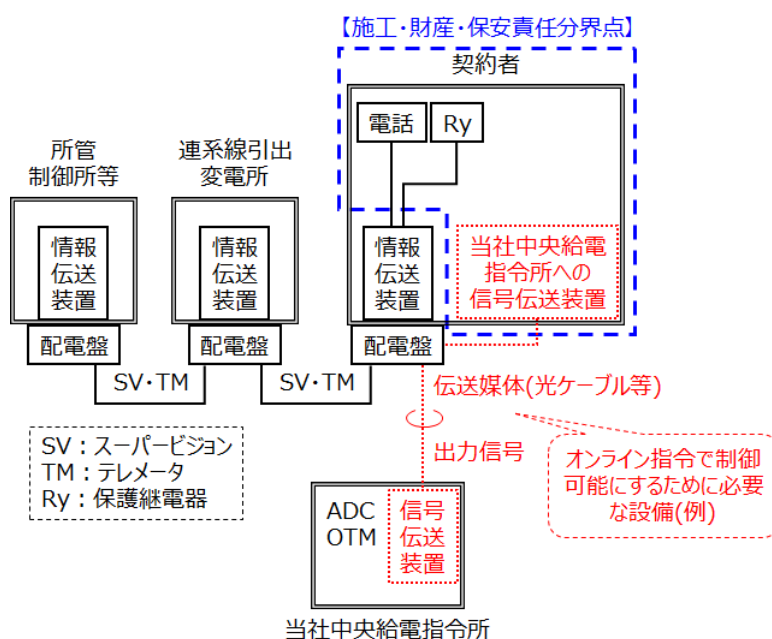 【施工・財産・保安責任分界点】
契約者
電話
Ry
所管
制御所等
連系線引出
変電所
情報
伝送
装置
情報
伝送
装置
情報
伝送
装置
当社中央給電
指令所への
信号伝送装置
配電盤
配電盤
配電盤
SV・TM
SV・TM
伝送媒体(光ケーブル等)
出力信号
SV：スーパービジョン
TM：テレメータ
Ry：保護継電器
オンライン指令で制御
可能にするために必要
な設備(例)
ADC
OTM
信号
伝送
装置
当社中央給電指令所